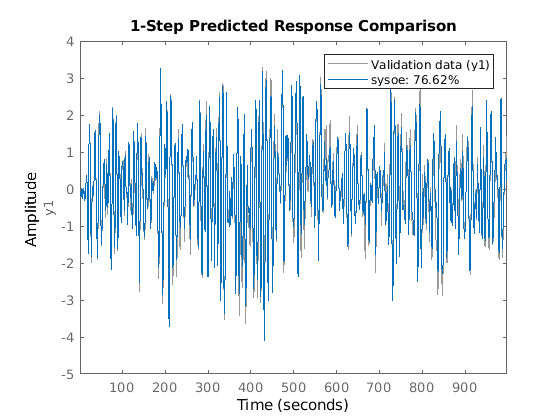 1-Step Predicted Response Comparison
Validation data (y1)
sysoe: 76.62%
Amplitude
y1
4
3
2
1
0
-1
-2
-3
-4
-5
100 200 300 400 500 600 700 800 900
Time (seconds)